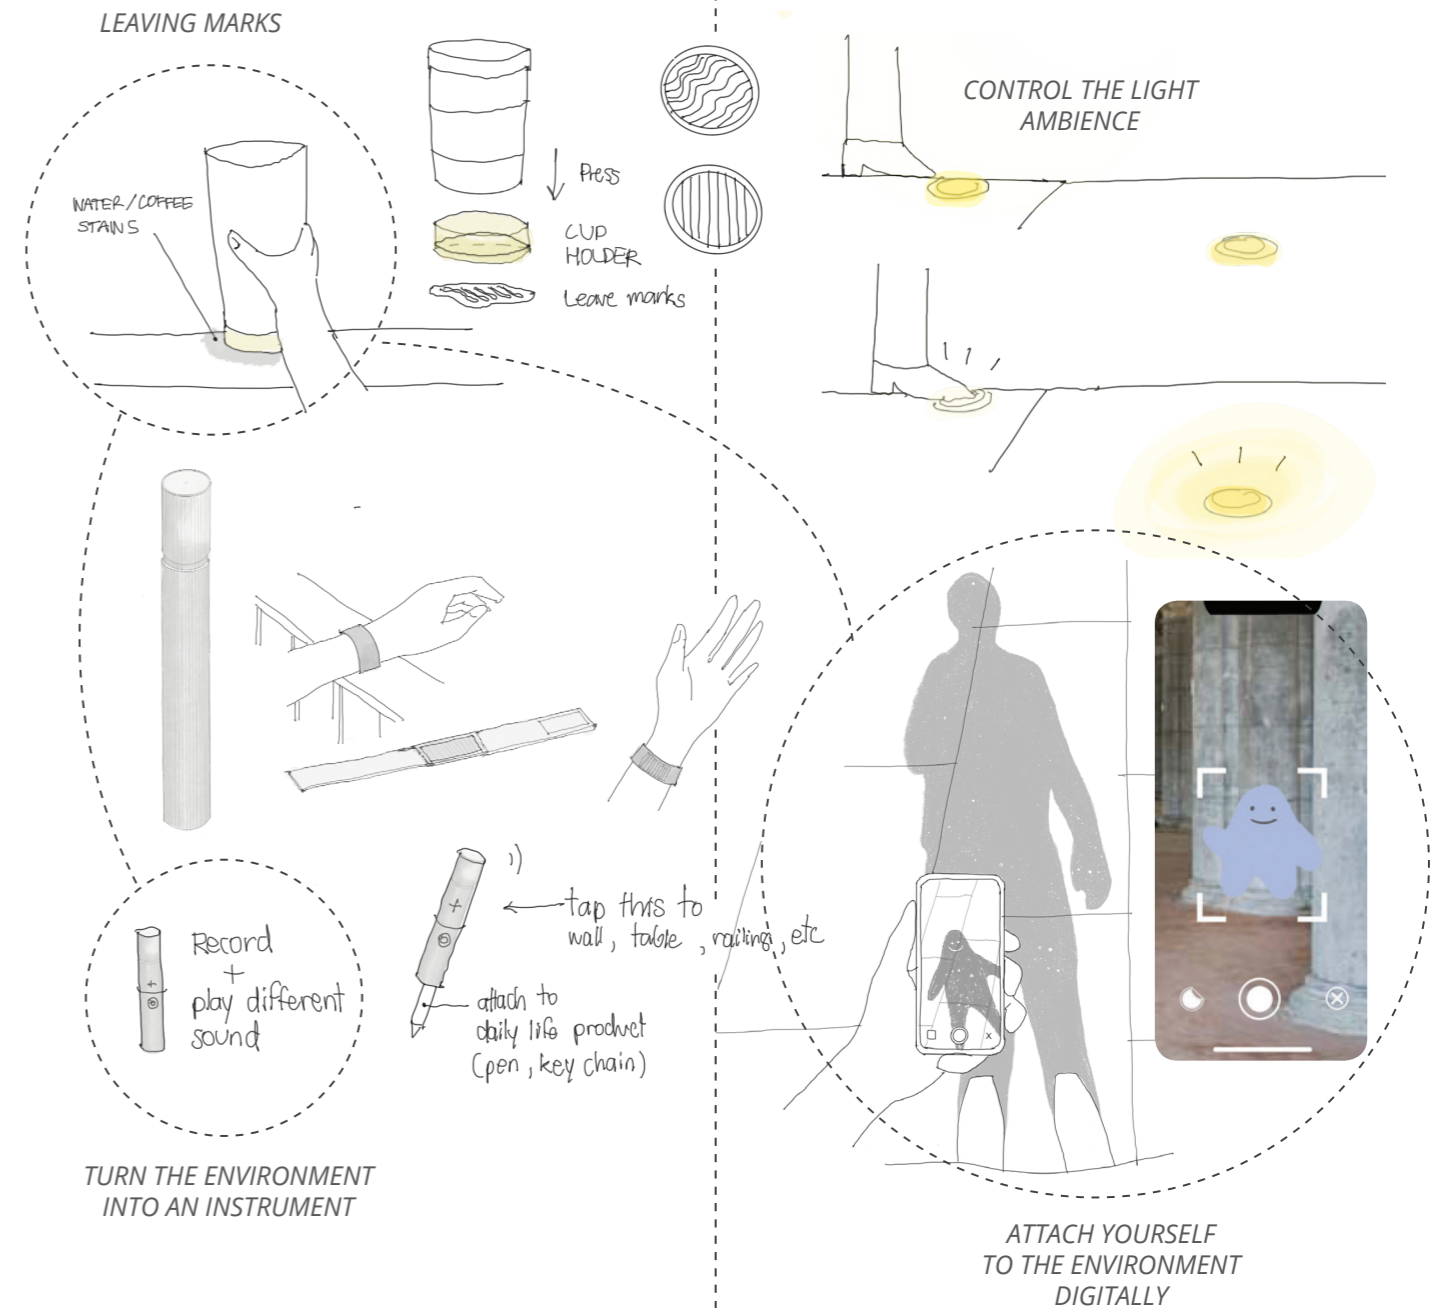 LEAVING MARKS
WATER/COFFEE
STAINS
Press
CUP
HOLDER
Leave marks
CONTROL THE LIGHT
AMBIENCE
Record
+
play different
sound
tap this to
wall, table, railings, etc
attach to
daily life product
(pen, key chain)
TURN THE ENVIRONMENT
INTO AN INSTRUMENT
ATTACH YOURSELF
TO THE ENVIRONMENT
DIGITALLY